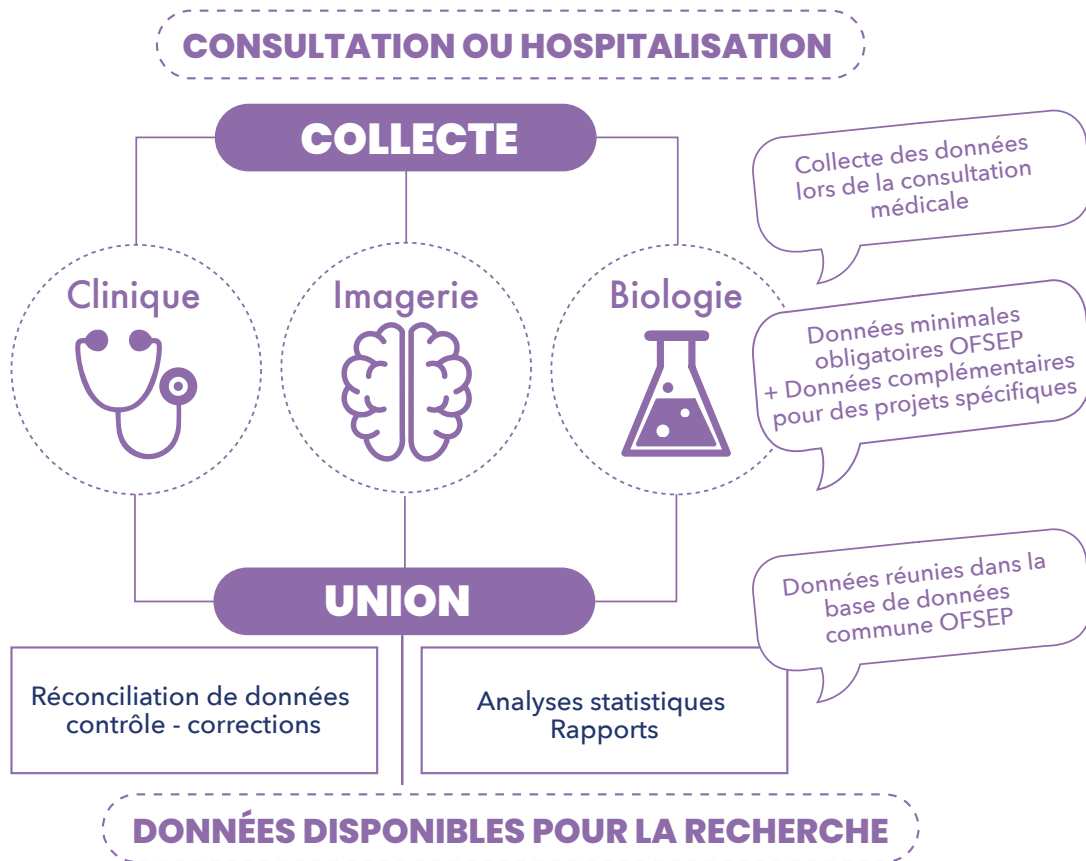 CONSULTATION OU HOSPITALISATION
COLLECTE
Collecte des données
lors de la consultation
médicale
Clinique
Imagerie
Biologie
Données minimales
obligatoires OFSEP
+ Données complémentaires
pour des projets spécifiques
UNION
Données réunies dans la
base de données
commune OFSEP
Réconciliation de données
contrôle - corrections
Analyses statistiques
Rapports
DONNÉES DISPONIBLES POUR LA RECHERCHE